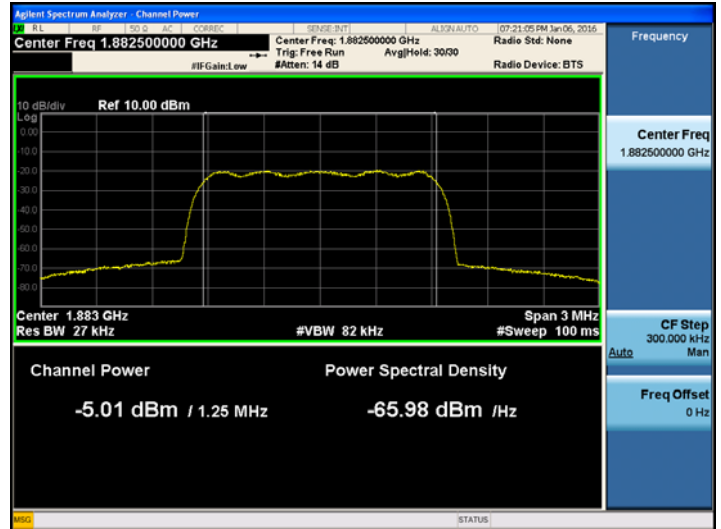 Agilent Spectrum Analyzer - Channel Power
RL RF 50 Ω AC CORREC SENSE:INT ALIGN AUTO 07:21:05 PM Jan 06, 2016
Center Freq 1.882500000 GHz
Center Freq: 1.882500000 GHz
Radio Std: None
Trig: Free Run Avg|Hold: 30/30
#IFGain:Low
#Atten: 14 dB
Radio Device: BTS
Frequency
10 dB/div Ref 10.00 dBm
Log
0.00
-10.0
-20.0
-30.0
-40.0
-50.0
-60.0
-70.0
-80.0
Center Freq
1.882500000 GHz
Center 1.883 GHz
Span 3 MHz
Res BW 27 kHz
#VBW 82 kHz
#Sweep 100 ms
CF Step
300.000 kHz
Auto Man
Channel Power
Power Spectral Density
-5.01 dBm / 1.25 MHz
-65.98 dBm /Hz
Freq Offset
0 Hz
MSG
STATUS